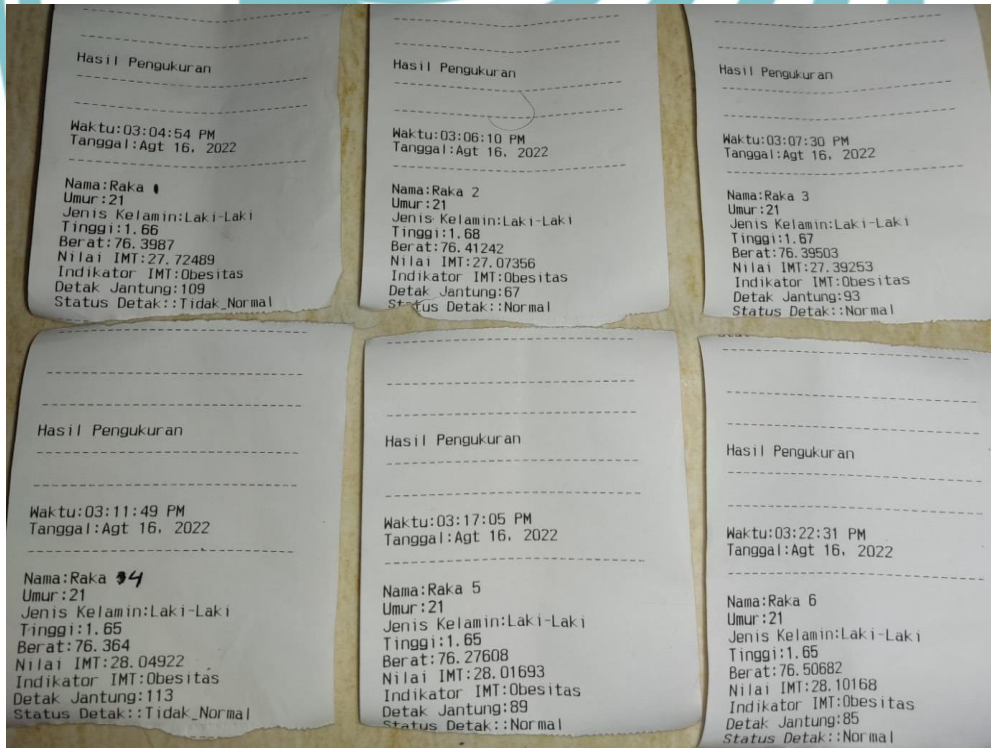 Hasil Pengukuran
Waktu:03:04:54 PM
Tanggal:Agt 16, 2022
Nama:Raka 1
Umur:21
Jenis Kelamin:Laki-Laki
Tinggi:1.66
Berat:76.3987
Nilai IMT:27.72489
Indikator IMT:Obesitas
Detak Jantung:109
Status Detak::Tidak_Normal
Hasil Pengukuran
Waktu:03:06:10 PM
Tanggal:Agt 16, 2022
Nama:Raka 2
Umur:21
Jenis Kelamin:Laki-Laki
Tinggi:1.68
Berat:76.41242
Nilai IMT:27.07356
Indikator IMT:Obesitas
Detak Jantung:67
Status Detak::Normal
Hasil Pengukuran
Waktu:03:07:30 PM
Tanggal:Agt 16, 2022
Nama:Raka 3
Umur:21
Jenis Kelamin:Laki-Laki
Tinggi:1.67
Berat:76.39503
Nilai IMT:27.39253
Indikator IMT:Obesitas
Detak Jantung:93
Status Detak::Normal
Hasil Pengukuran
Waktu:03:11:49 PM
Tanggal:Agt 16, 2022
Nama:Raka 4
Umur:21
Jenis Kelamin:Laki-Laki
Tinggi:1.65
Berat:76.364
Nilai IMT:28.04922
Indikator IMT:Obesitas
Detak Jantung:113
Status Detak::Tidak_Normal
Hasil Pengukuran
Waktu:03:17:05 PM
Tanggal:Agt 16, 2022
Nama:Raka 5
Umur:21
Jenis Kelamin:Laki-Laki
Tinggi:1.65
Berat:76.27608
Nilai IMT:28.01693
Indikator IMT:Obesitas
Detak Jantung:89
Status Detak::Normal
Hasil Pengukuran
Waktu:03:22:31 PM
Tanggal:Agt 16, 2022
Nama:Raka 6
Umur:21
Jenis Kelamin:Laki-Laki
Tinggi:1.65
Berat:76.50682
Nilai IMT:28.10168
Indikator IMT:Obesitas
Detak Jantung:85
Status Detak::Normal